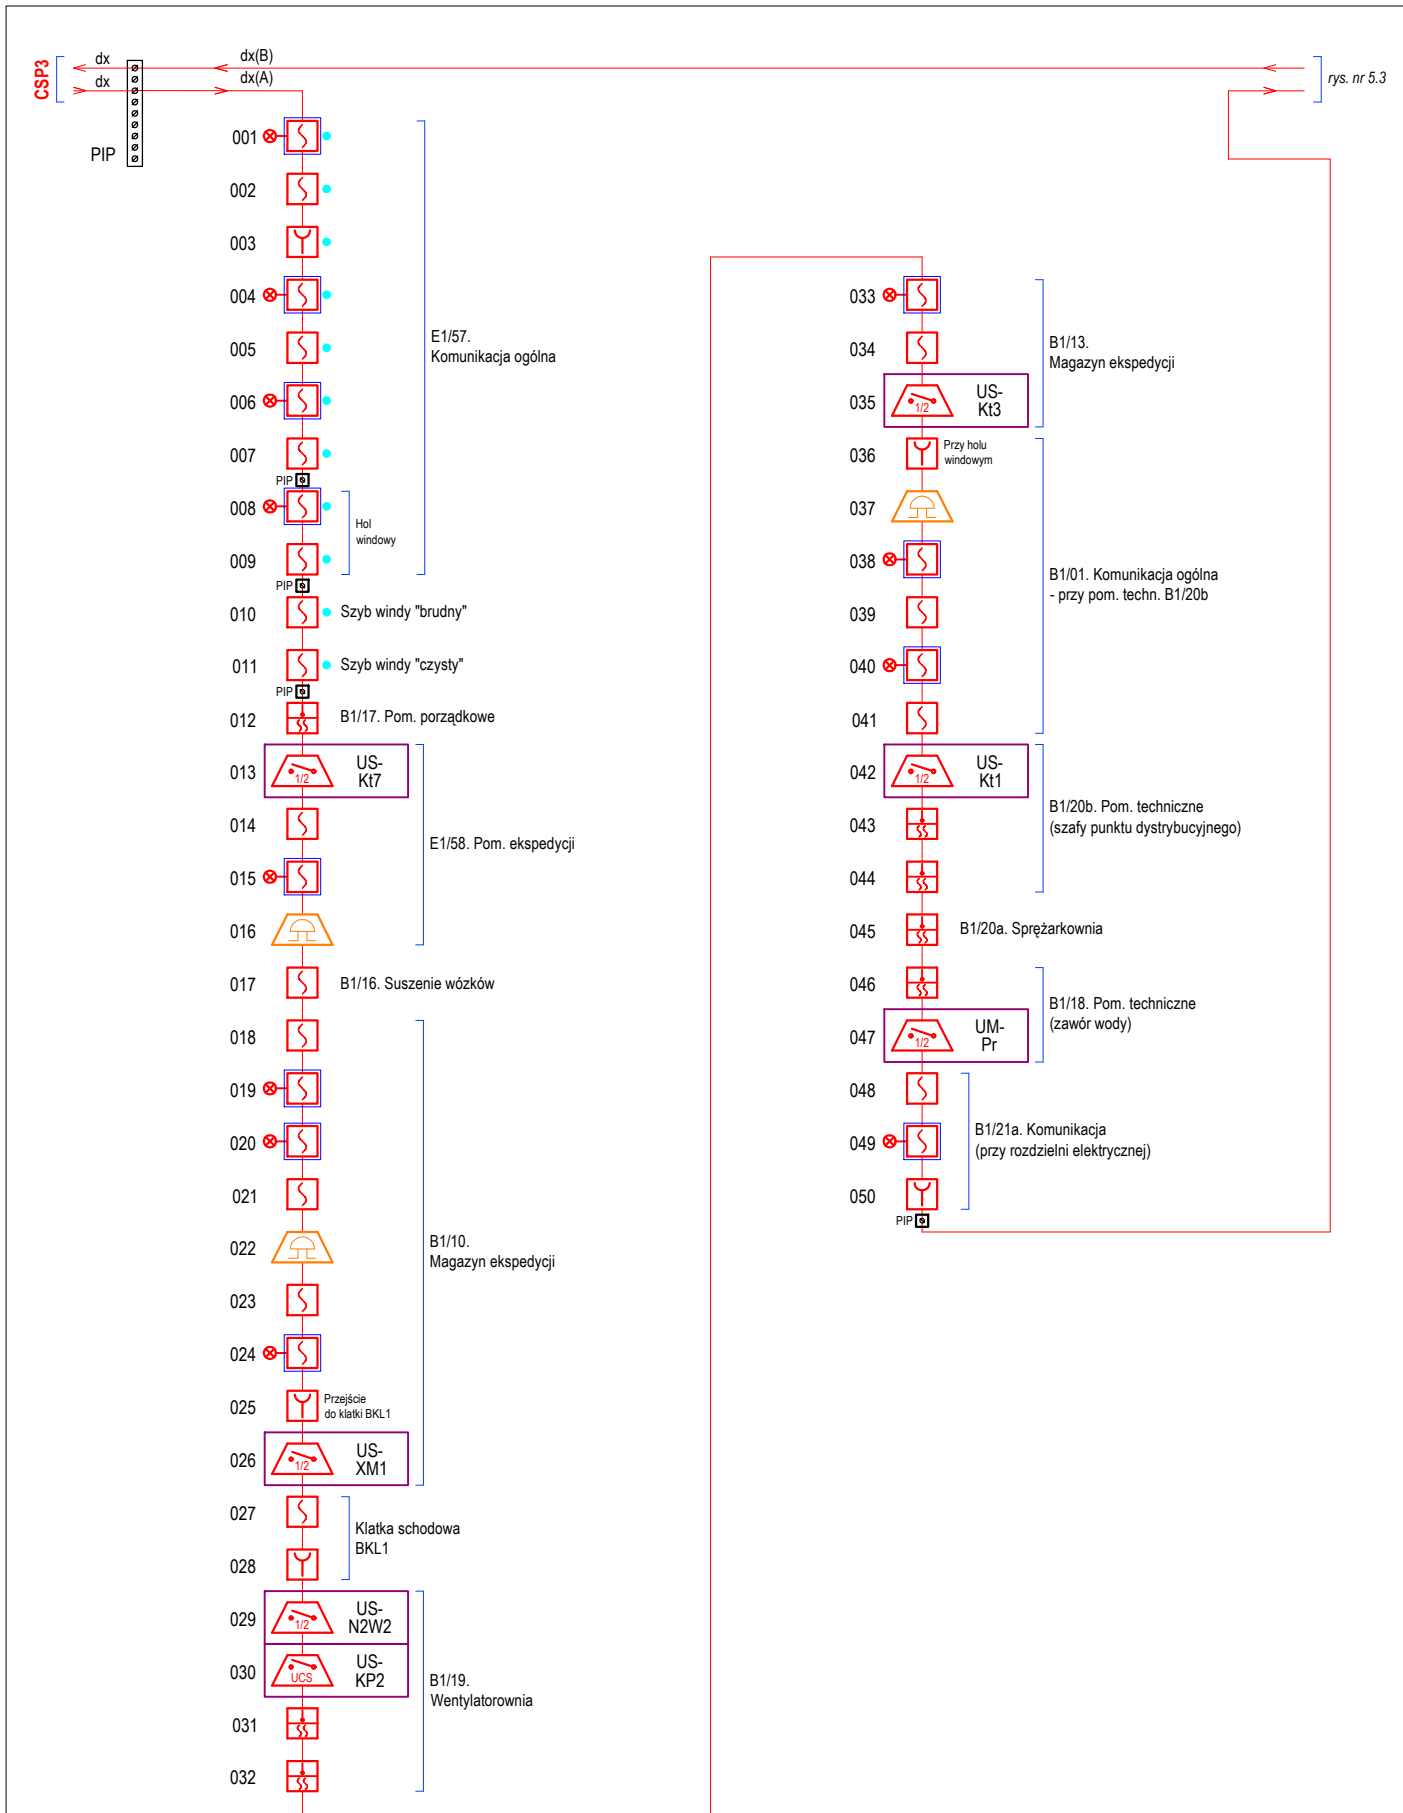 CSP3
dx
dx(B)
dx
dx(A)
rys. nr 5.3
PIP
001
002
003
004
005
006
007
PIP
008
009
PIP
010
011
PIP
012
013
014
015
016
017
018
019
020
021
022
023
024
025
026
027
028
029
030
031
032
E1/57.
Komunikacja ogólna
Hol
windowy
Szyb windy "brudny"
Szyb windy "czysty"
B1/17. Pom. porządkowe
1/2
US-
Kt7
E1/58. Pom. ekspedycji
B1/16. Suszenie wózków
B1/10.
Magazyn ekspedycji
Przejście
do klatki BKL1
1/2
US-
XM1
Klatka schodowa
BKL1
1/2
US-
N2W2
UCS
US-
KP2
B1/19.
Wentylatorownia
033
034
035
036
037
038
039
040
041
042
043
044
045
046
047
048
049
050
PIP
B1/13.
Magazyn ekspedycji
1/2
US-
Kt3
Przy holu
windowym
B1/01. Komunikacja ogólna
- przy pom. techn. B1/20b
1/2
US-
Kt1
B1/20b. Pom. techniczne
(szafy punktu dystrybucyjnego)
B1/20a. Sprężarkownia
B1/18. Pom. techniczne
(zawór wody)
1/2
UM-
Pr
B1/21a. Komunikacja
(przy rozdzielni elektrycznej)